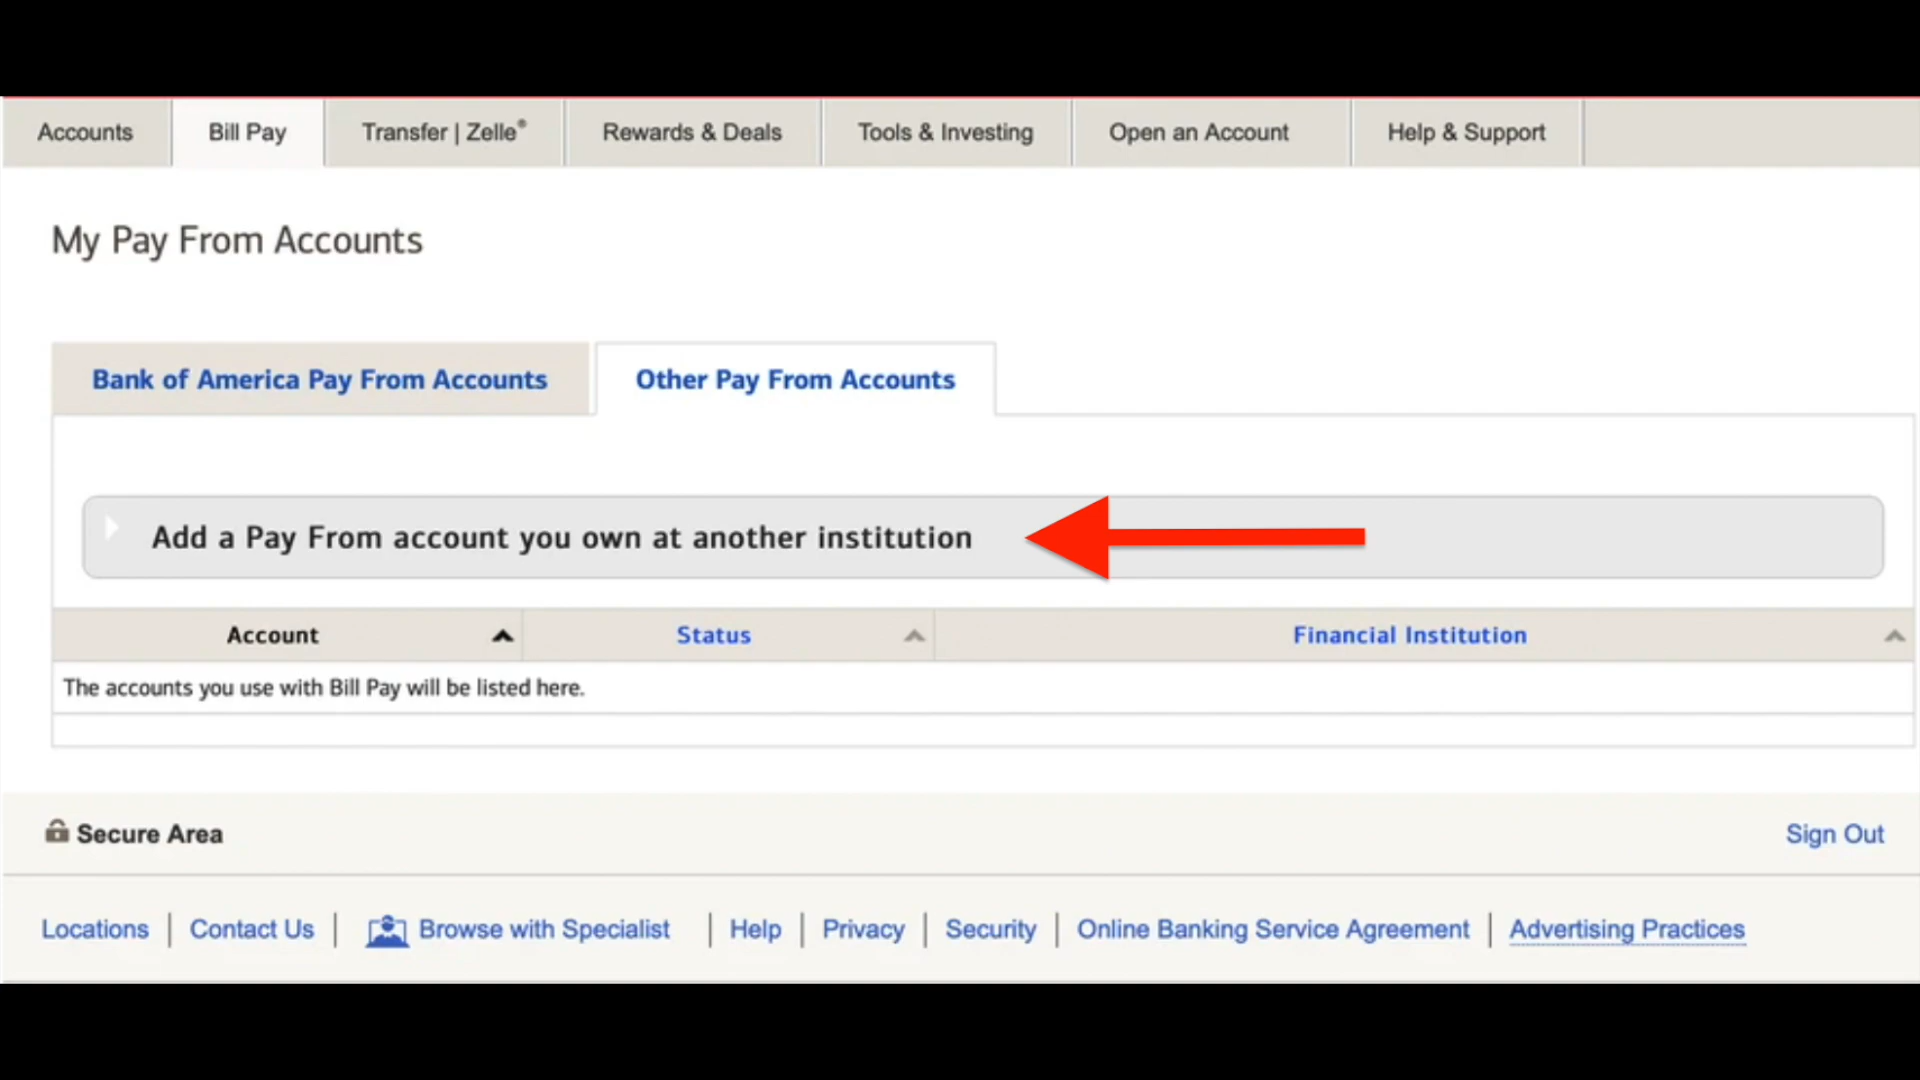 Accounts
Bill Pay
Transfer | Zelle®
Rewards & Deals
Tools & Investing
Open an Account
Help & Support
My Pay From Accounts
Bank of America Pay From Accounts
Other Pay From Accounts
Add a Pay From account you own at another institution
Account
Status
Financial Institution
The accounts you use with Bill Pay will be listed here.
Secure Area
Sign Out
Locations
Contact Us
Browse with Specialist
Help
Privacy
Security
Online Banking Service Agreement
Advertising Practices